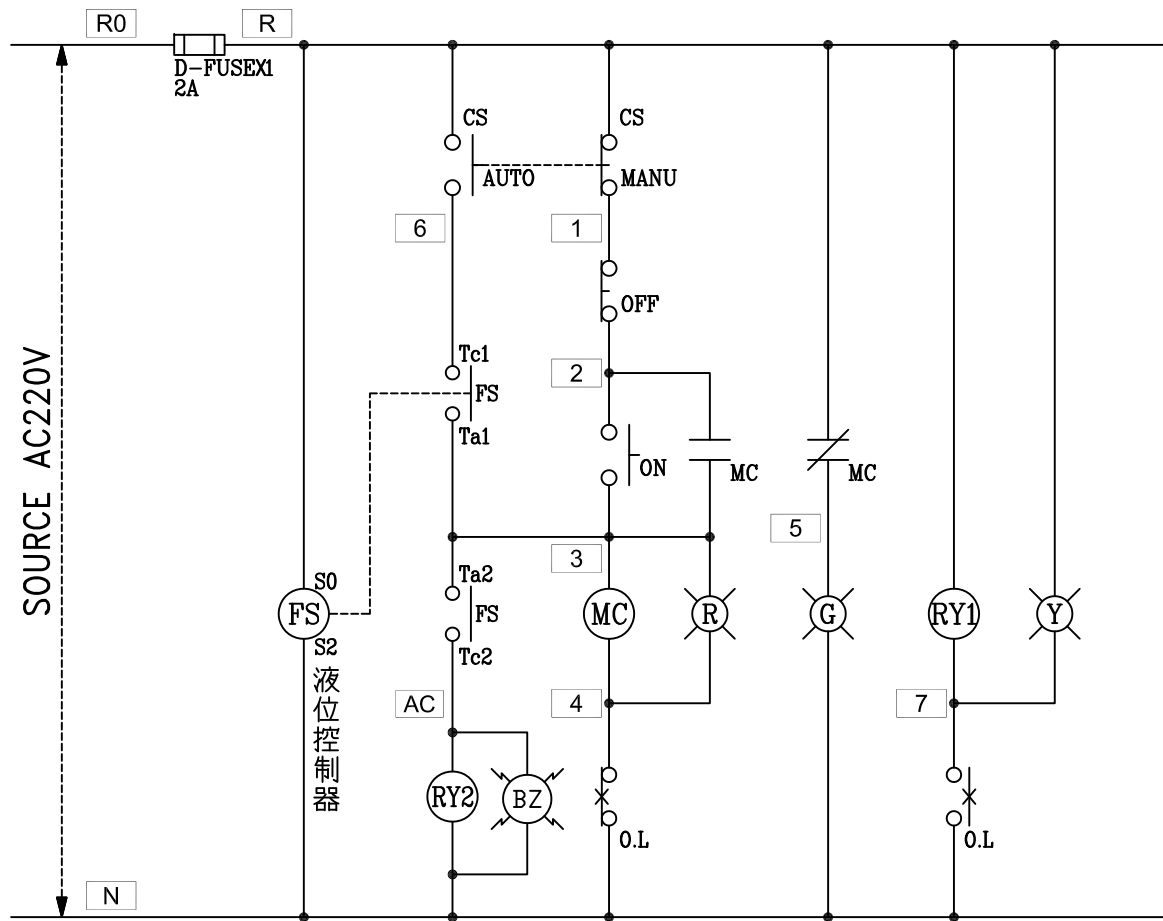 R0
R
D-FUSEX1
2A
CS
CS
AUTO
MANU
6
1
OFF
Tc1
2
FS
Ta1
ON
MC
MC
SOURCE AC220V
5
3
S0
Ta2
FS
FS
MC
R
G
RY1
Y
S2
Tc2
液位控制器
AC
4
7
RY2
BZ
O.L
O.L
N